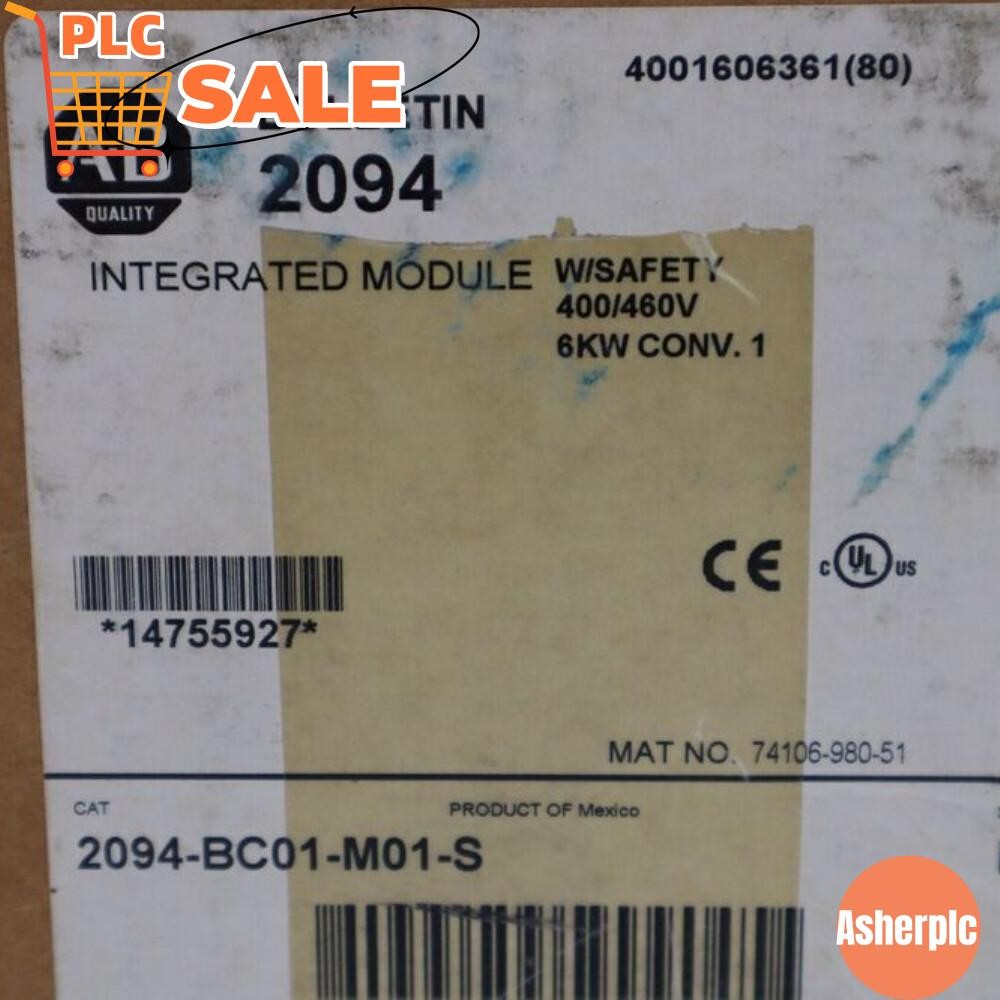 PLC
SALE
4001606361(80)
AB
QUALITY
2094
INTEGRATED MODULE W/SAFETY
400/460V
6KW CONV. 1
CE
C UL US
*14755927*
MAT NO. 74106-980-51
CAT
PRODUCT OF Mexico
2094-BC01-M01-S
Asherplc